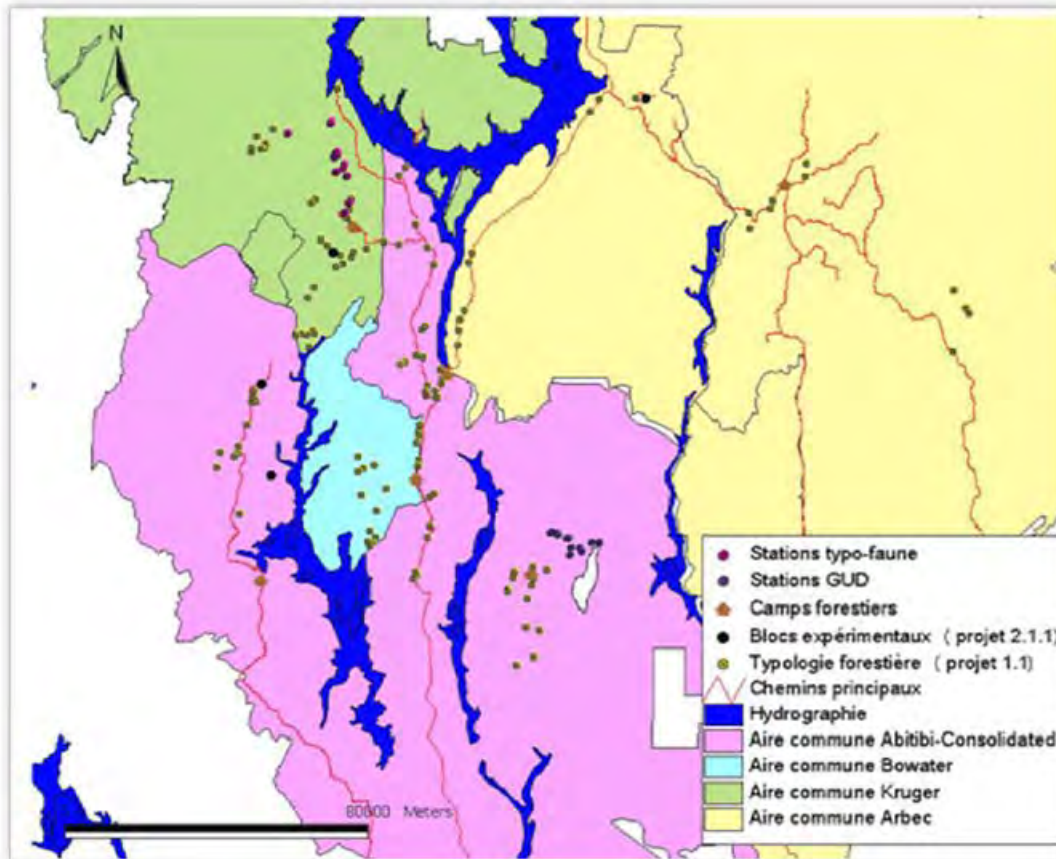 N
Stations typo-faune
Stations GUD
Camps forestiers
Blocs expérimentaux ( projet 2.1.1)
Typologie forestière ( projet 1.1)
Chemins principaux
Hydrographie
Aire commune Abitibi-Consolidated
Aire commune Bowater
Aire commune Kruger
Aire commune Arbec
80000 Meters